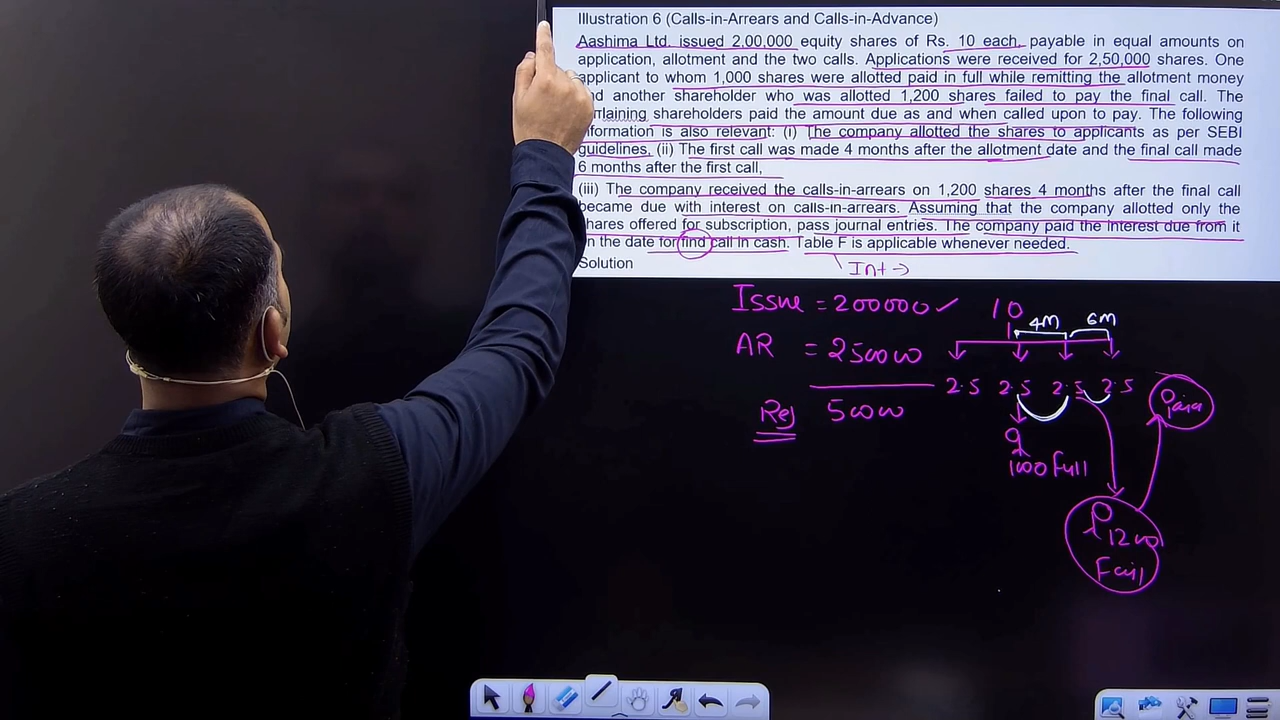 Illustration 6 (Calls-in-Arrears and Calls-in-Advance)
Aashima Ltd. issued 2,00,000 equity shares of Rs. 10 each, payable in equal amounts on
application, allotment and the two calls. Applications were received for 2,50,000 shares. One
applicant to whom 1,000 shares were allotted paid in full while remitting the allotment money
another shareholder who was allotted 1,200 shares failed to pay the final call. The
shareholders paid the amount due as and when called upon to pay. The following
information is also relevant: (i) The company allotted the shares to applicants as per SEBI
guidelines, (ii) The first call was made 4 months after the allotment date and the final call made
6 months after the first call,
(iii) The company received the calls-in-arrears on 1,200 shares 4 months after the final call
became due with interest on calls-in-arrears. Assuming that the company allotted only the
shares offered for subscription, pass journal entries. The company paid the interest due from it
the date for find call in cash. Table F is applicable whenever needed.
Solution
Int →
Issue = 200000 ✓
10
4M
6M
AR = 250000
2.5 2.5 2.5 2.5
Rej 50000
Paid
1000 Full
1200
Fail